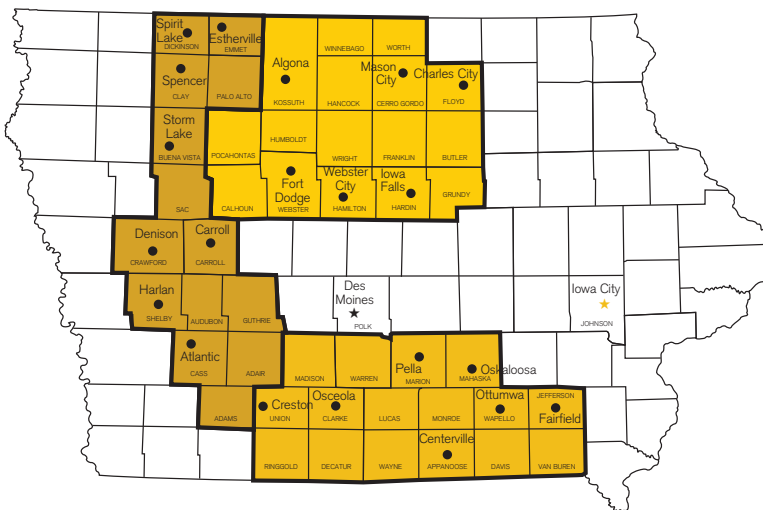 Spirit
Lake
DICKINSON
Estherville
EMMET
WINNEBAGO
WORTH
Algona
KOSSUTH
Mason
City
CERRO GORDO
Charles City
FLOYD
HANCOCK
Spencer
CLAY
PALO ALTO
Storm
Lake
BUENA VISTA
POCAHONTAS
HUMBOLDT
WRIGHT
FRANKLIN
BUTLER
SAC
CALHOUN
Fort
Dodge
WEBSTER
Webster
City
HAMILTON
Iowa
Falls
HARDIN
GRUNDY
Denison
CRAWFORD
Carroll
CARROLL
Harlan
SHELBY
AUDUBON
GUTHRIE
Des
Moines
POLK
Iowa City
JOHNSON
Atlantic
CASS
ADAIR
MADISON
WARREN
Pella
MARION
Oskaloosa
MAHASKA
ADAMS
Creston
UNION
Osceola
CLARKE
LUCAS
MONROE
Ottumwa
WAPELLO
JEFFERSON
Fairfield
RINGGOLD
DECATUR
WAYNE
Centerville
APPANOOSE
DAVIS
VAN BUREN